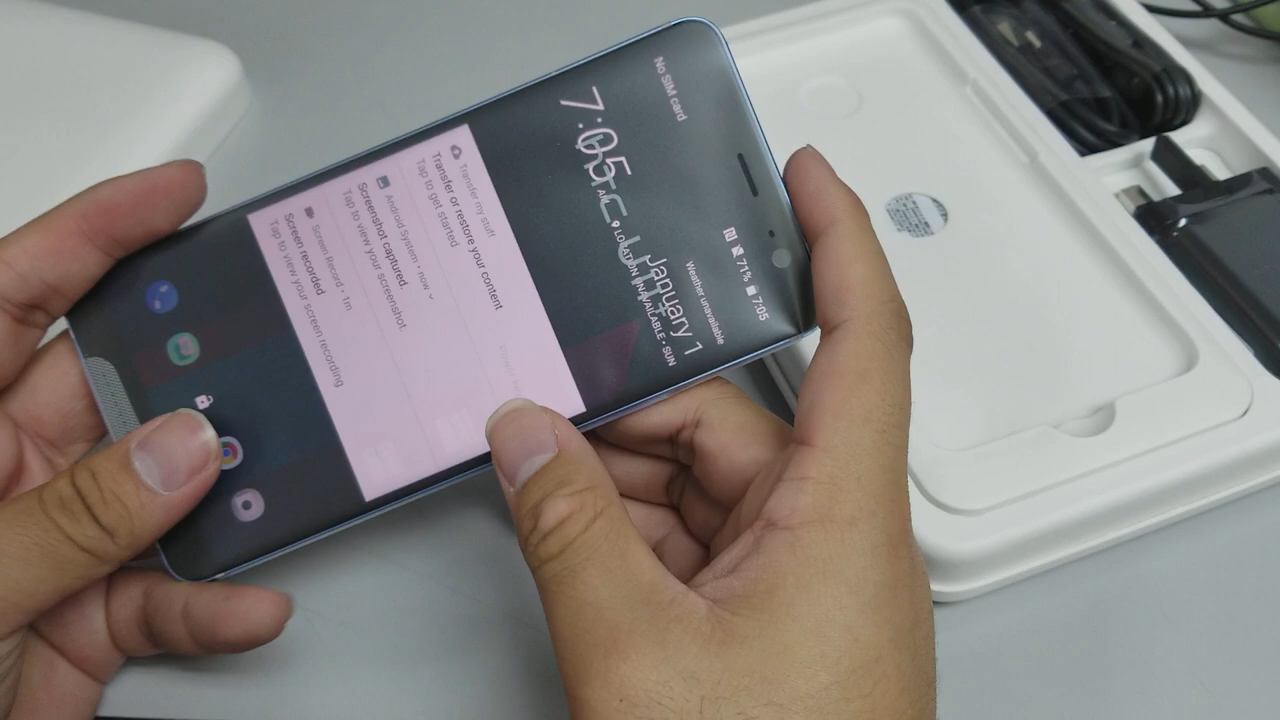 No SIM card
71% 7:05
7:05
htc U11+
January 1
Weather unavailable
LOCATION UNAVAILABLE • SUN
Transfer my stuff
Transfer or restore your content
Tap to get started
Android System • now
Screenshot captured.
Tap to view your screenshot.
Screen Record • 1m
Screen recorded
Tap to view your screen recording